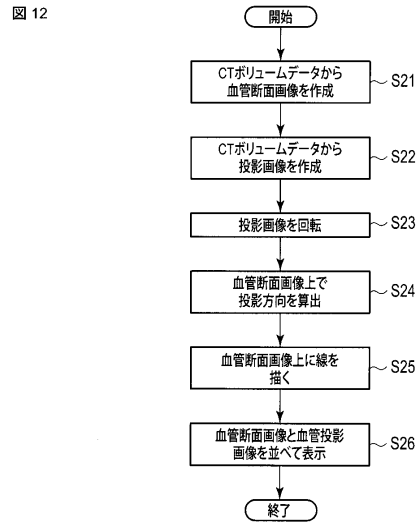 図 12
開始
CTボリュームデータから
血管断面画像を作成
S21
CTボリュームデータから
投影画像を作成
S22
投影画像を回転
S23
血管断面画像上で
投影方向を算出
S24
血管断面画像上に線を
描く
S25
血管断面画像と血管投影
画像を並べて表示
S26
終了